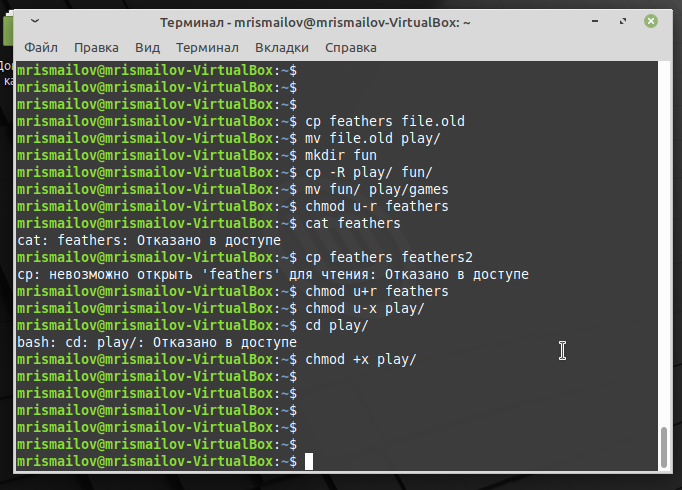 Терминал - mrismailov@mrismailov-VirtualBox: ~
Файл Правка Вид Терминал Вкладки Справка
mrismailov@mrismailov-VirtualBox:~$
mrismailov@mrismailov-VirtualBox:~$
mrismailov@mrismailov-VirtualBox:~$
mrismailov@mrismailov-VirtualBox:~$ cp feathers file.old
mrismailov@mrismailov-VirtualBox:~$ mv file.old play/
mrismailov@mrismailov-VirtualBox:~$ mkdir fun
mrismailov@mrismailov-VirtualBox:~$ cp -R play/ fun/
mrismailov@mrismailov-VirtualBox:~$ mv fun/ play/games
mrismailov@mrismailov-VirtualBox:~$ chmod u-r feathers
mrismailov@mrismailov-VirtualBox:~$ cat feathers
cat: feathers: Отказано в доступе
mrismailov@mrismailov-VirtualBox:~$ cp feathers feathers2
cp: невозможно открыть 'feathers' для чтения: Отказано в доступе
mrismailov@mrismailov-VirtualBox:~$ chmod u+r feathers
mrismailov@mrismailov-VirtualBox:~$ chmod u-x play/
mrismailov@mrismailov-VirtualBox:~$ cd play/
bash: cd: play/: Отказано в доступе
mrismailov@mrismailov-VirtualBox:~$ chmod +x play/
mrismailov@mrismailov-VirtualBox:~$
mrismailov@mrismailov-VirtualBox:~$
mrismailov@mrismailov-VirtualBox:~$
mrismailov@mrismailov-VirtualBox:~$
mrismailov@mrismailov-VirtualBox:~$
mrismailov@mrismailov-VirtualBox:~$